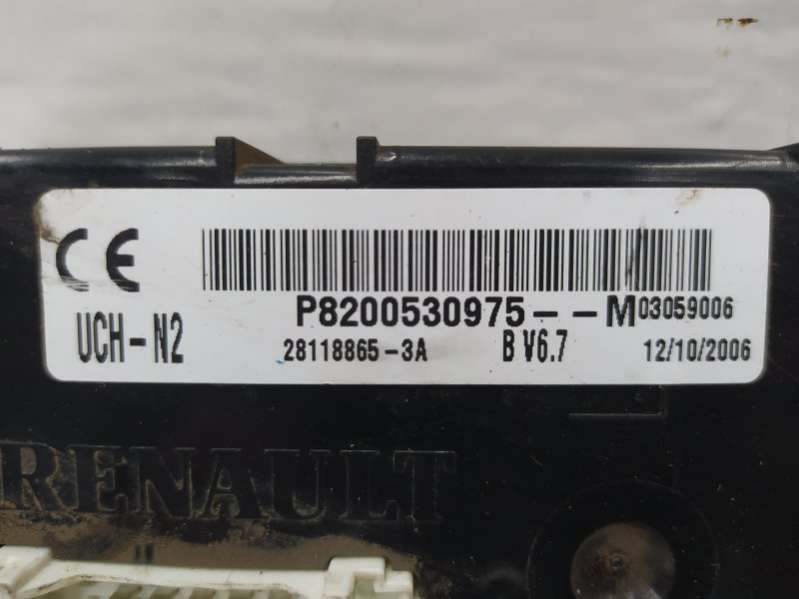 CE
P8200530975--M03059006
UCH-N2 28118865-3A B V6.7 12/10/2006
RENAULT